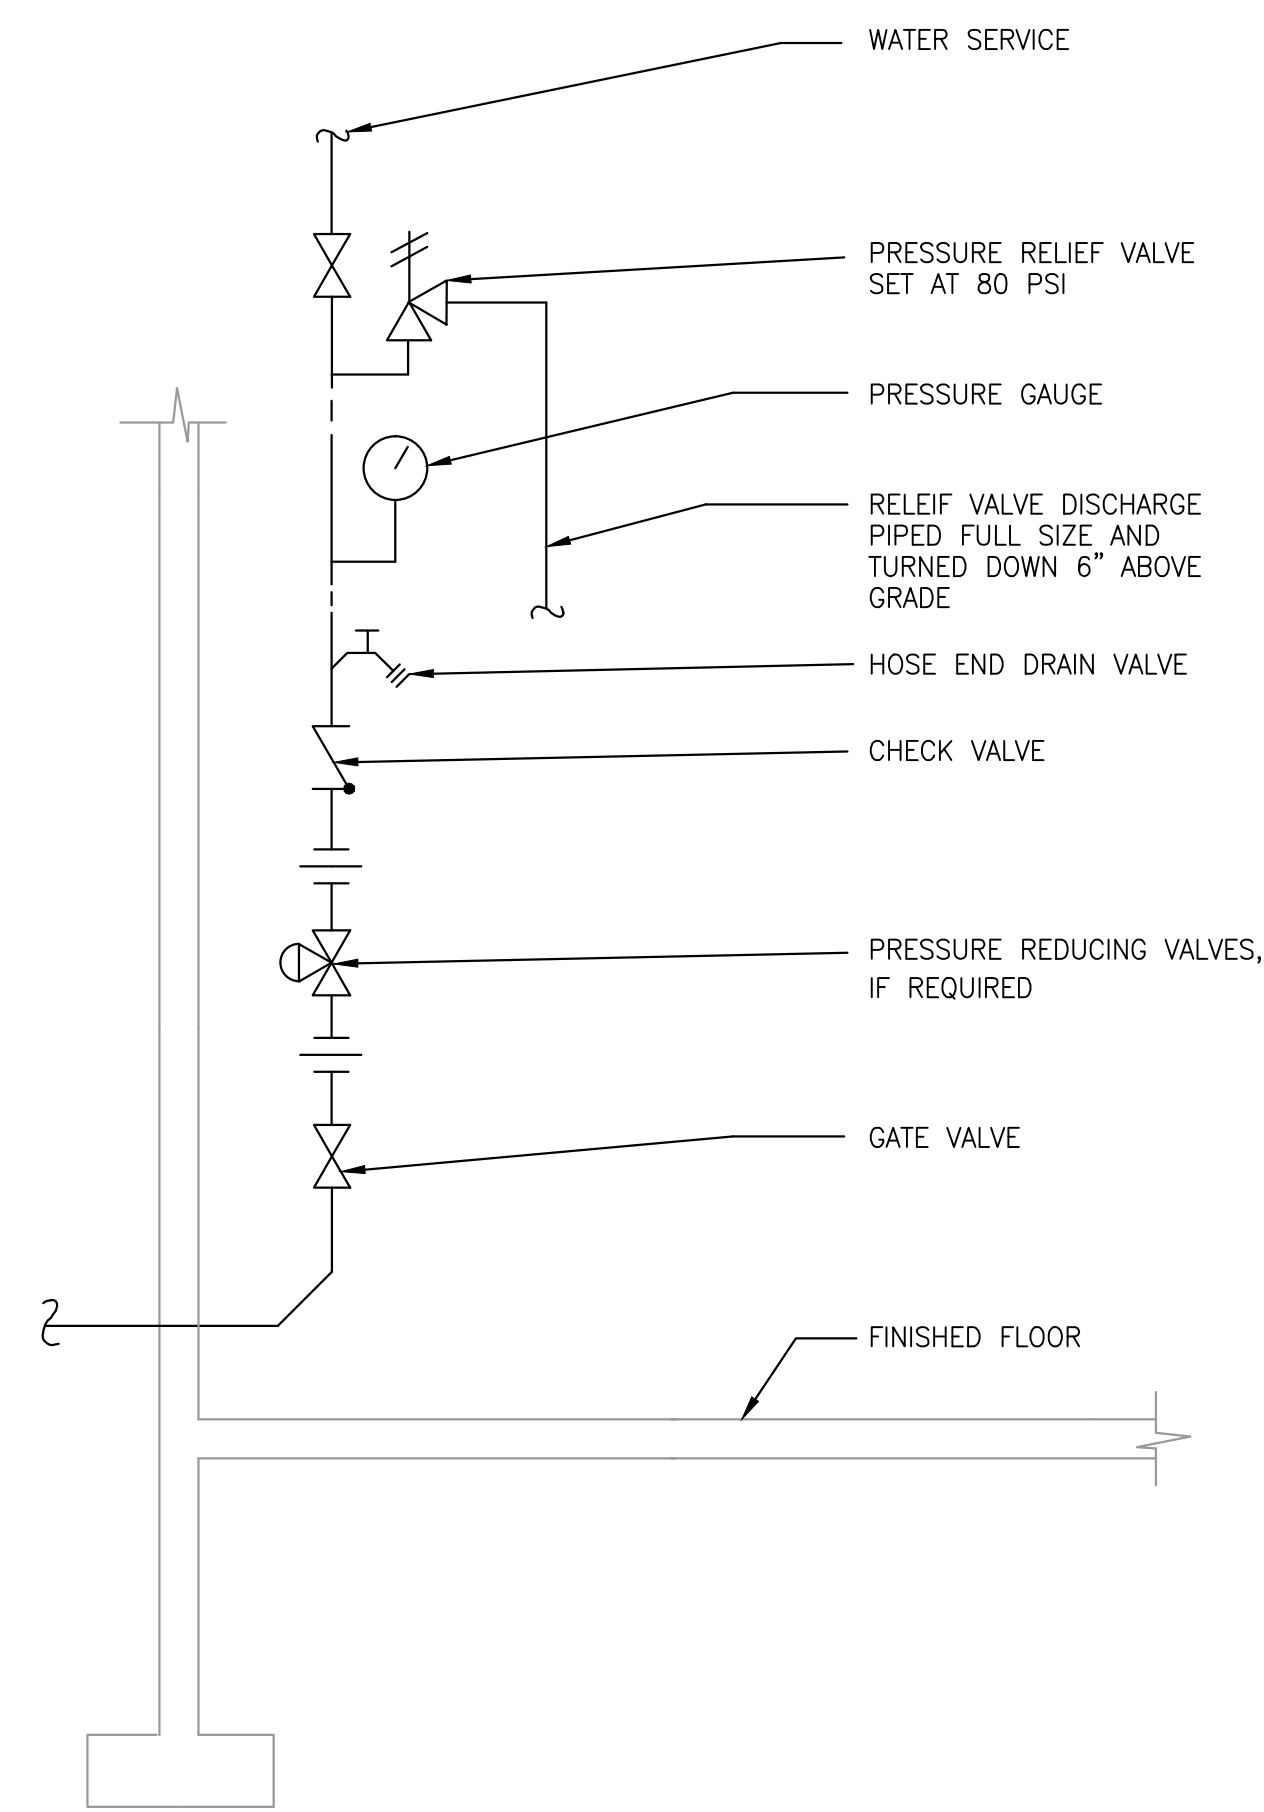 WATER SERVICE
PRESSURE RELIEF VALVE
SET AT 80 PSI
PRESSURE GAUGE
RELEIF VALVE DISCHARGE
PIPED FULL SIZE AND
TURNED DOWN 6” ABOVE
GRADE
HOSE END DRAIN VALVE
CHECK VALVE
PRESSURE REDUCING VALVES,
IF REQUIRED
GATE VALVE
FINISHED FLOOR